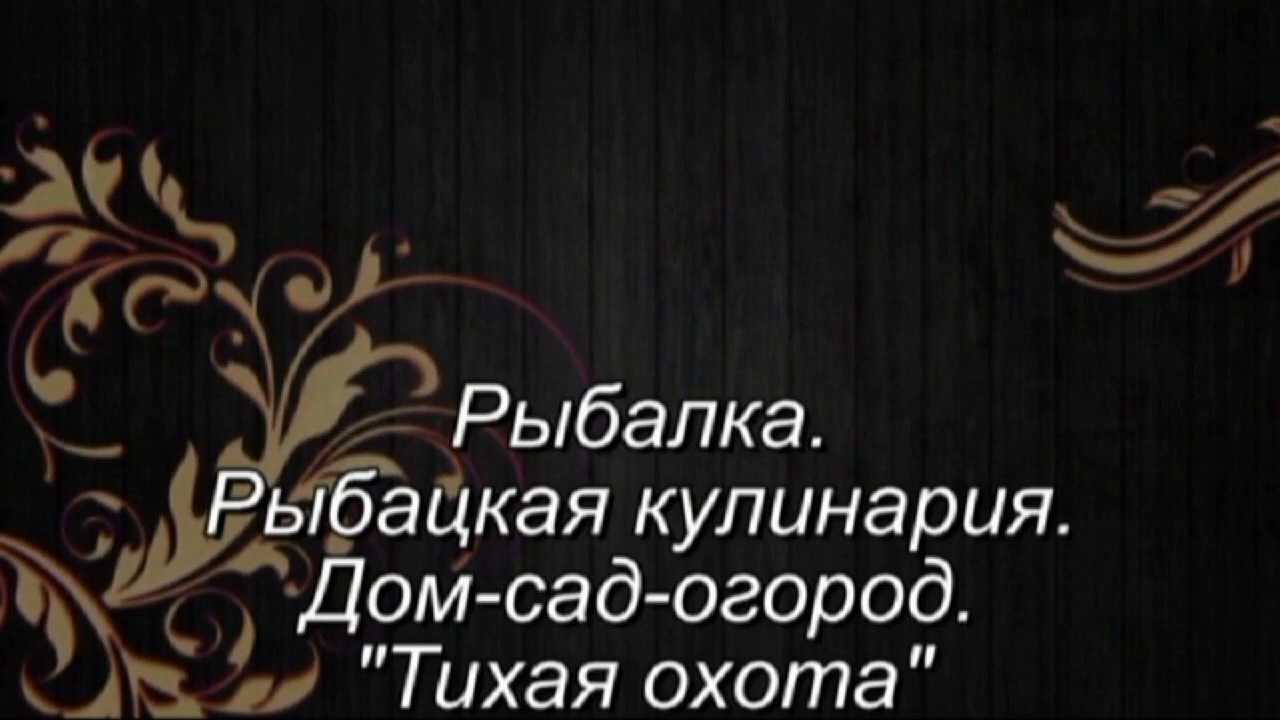 Рыбалка.
Рыбацкая кулинария.
Дом-сад-огород.
"Тихая охота"